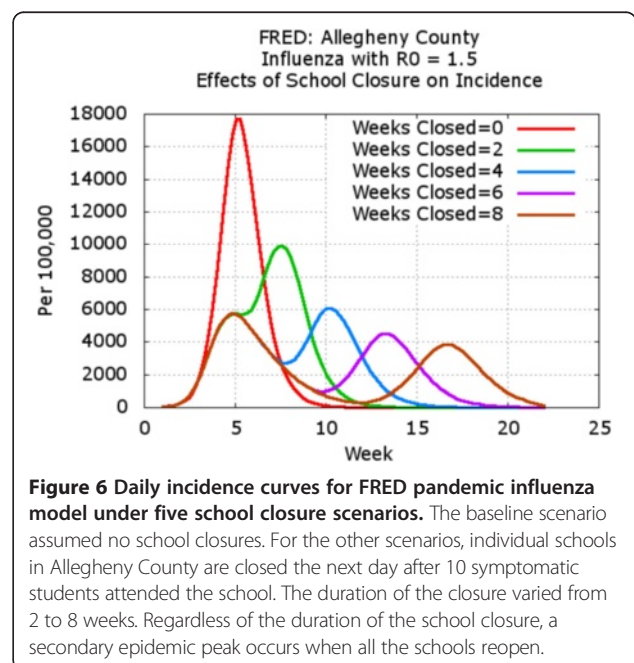 FRED: Allegheny County
Influenza with R0 = 1.5
Effects of School Closure on Incidence
18000
16000
14000
12000
10000
8000
6000
4000
2000
0
Per 100,000
Weeks Closed=0
Weeks Closed=2
Weeks Closed=4
Weeks Closed=6
Weeks Closed=8
0
5
10
15
20
25
Week
Figure 6 Daily incidence curves for FRED pandemic influenza
model under five school closure scenarios. The baseline scenario
assumed no school closures. For the other scenarios, individual schools
in Allegheny County are closed the next day after 10 symptomatic
students attended the school. The duration of the closure varied from
2 to 8 weeks. Regardless of the duration of the school closure, a
secondary epidemic peak occurs when all the schools reopen.